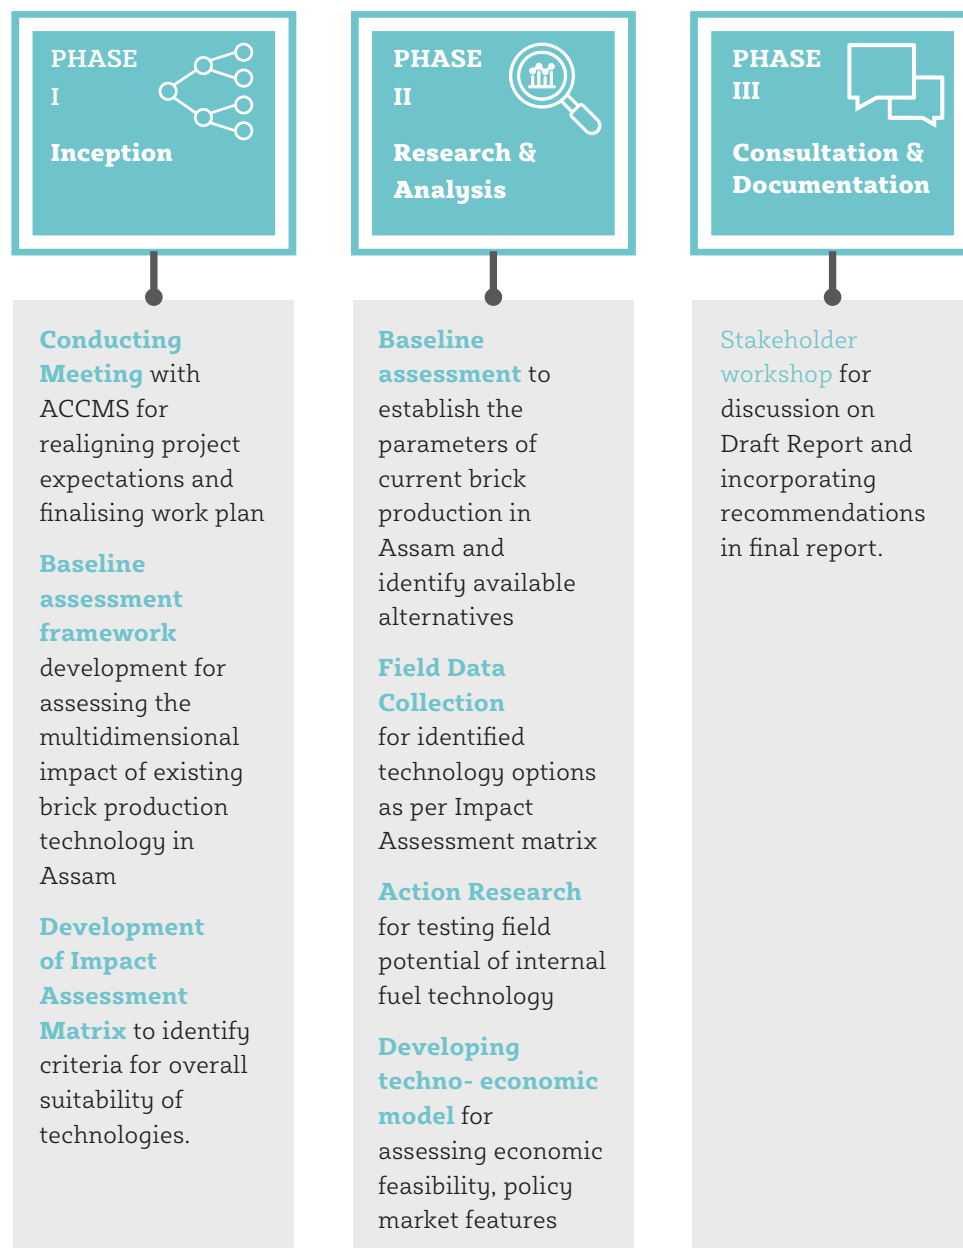 PHASE
I
Inception
Conducting
Meeting with
ACCMS for
realigning project
expectations and
finalising work plan
Baseline
assessment
framework
development for
assessing the
multidimensional
impact of existing
brick production
technology in
Assam
Development
of Impact
Assessment
Matrix to identify
criteria for overall
suitability of
technologies.
PHASE
II
Research &
Analysis
Baseline
assessment to
establish the
parameters of
current brick
production in
Assam and
identify available
alternatives
Field Data
Collection
for identified
technology options
as per Impact
Assessment matrix
Action Research
for testing field
potential of internal
fuel technology
Developing
techno- economic
model for
assessing economic
feasibility, policy
market features
PHASE
III
Consultation &
Documentation
Stakeholder
workshop for
discussion on
Draft Report and
incorporating
recommendations
in final report.